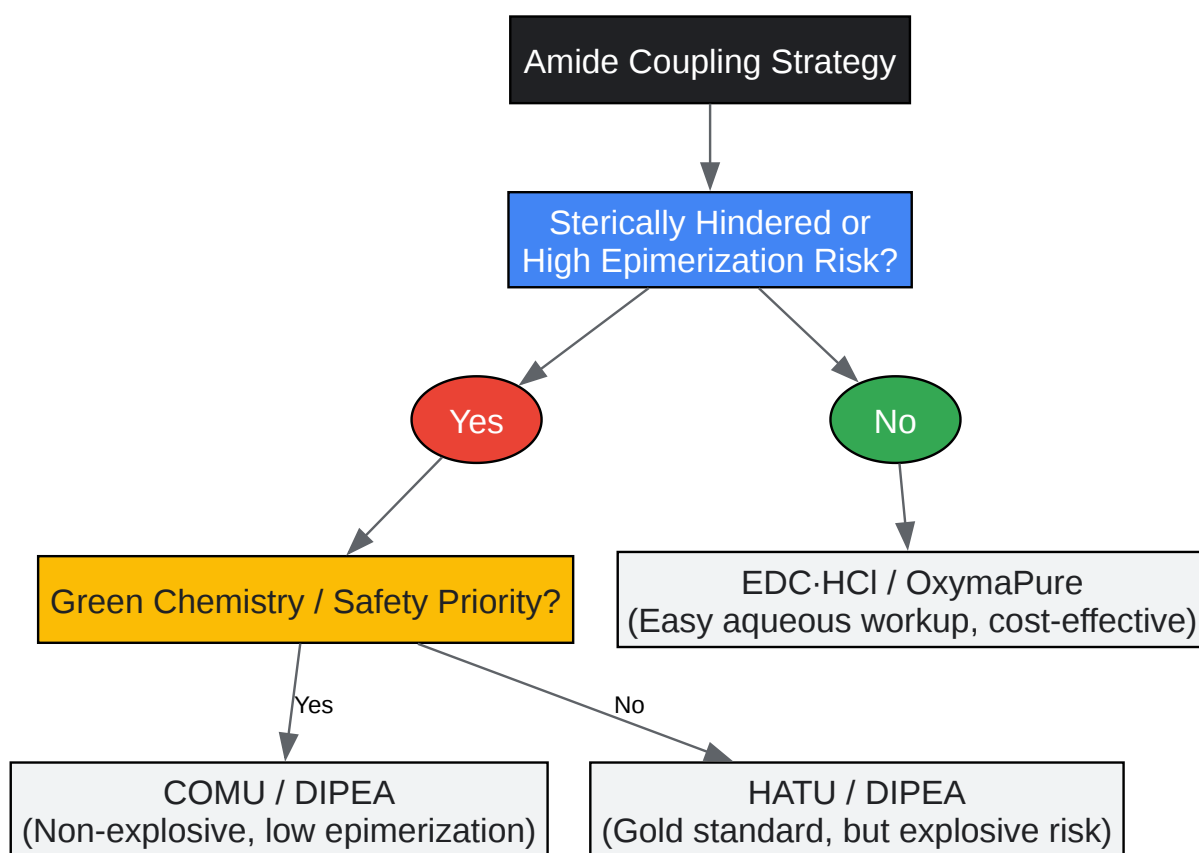 Amide Coupling Strategy
Sterically Hindered or
High Epimerization Risk?
Yes
No
Green Chemistry / Safety Priority?
EDC·HCl / OxymaPure
(Easy aqueous workup, cost-effective)
Yes
No
COMU / DIPEA
(Non-explosive, low epimerization)
HATU / DIPEA
(Gold standard, but explosive risk)